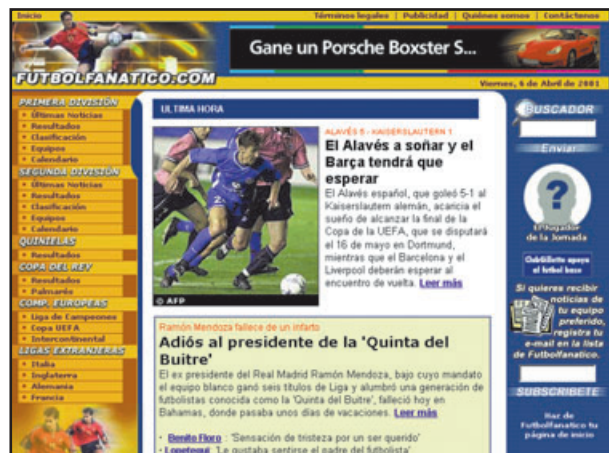 Inicio
Términos legales | Publicidad | Quiénes somos | Contáctenos
Gane un Porsche Boxster S...
FUTBOLFANATICO.COM
Viernes, 6 de Abril de 2001
PRIMERA DIVISIÓN
Últimas Noticias
Resultados
Clasificación
Equipos
Calendario
SEGUNDA DIVISIÓN
Últimas Noticias
Resultados
Clasificación
Equipos
Calendario
QUINIELAS
Resultados
COPA DEL REY
Resultados
Palmarés
COMP. EUROPEAS
Liga de Campeones
Copa UEFA
Intercontinental
LIGAS EXTRANJERAS
Italia
Inglaterra
Alemania
Francia
ULTIMA HORA
© AFP
ALAVÉS 5 - KAISERSLAUTERN 1
El Alavés a soñar y el
Barça tendrá que
esperar
El Alavés español, que goleó 5-1 al
Kaiserslautern alemán, acaricia el
sueño de alcanzar la final de la
Copa de la UEFA, que se disputará
el 16 de mayo en Dortmund,
mientras que el Barcelona y el
Liverpool deberán esperar al
encuentro de vuelta. Leer más
Ramón Mendoza fallece de un infarto
Adiós al presidente de la 'Quinta del
Buitre'
El ex presidente del Real Madrid Ramón Mendoza, bajo cuyo mandato
el equipo blanco ganó seis títulos de Liga y alumbró una generación de
futbolistas conocida como la 'Quinta del Buitre', falleció hoy en
Bahamas, donde pasaba unos días de vacaciones. Leer más
· Benito Floro : 'Sensación de tristeza por un ser querido'
· Lopetegui: 'Le gustaba sentirse el padre del futbolista'
BUSCADOR
Enviar
?
El Jugador
de la Jornada
apoya
el futbol base
Si quieres recibir
noticias de
tu equipo
preferido,
registra tu
e-mail en la lista
de Futbolfanatico.
SUBSCRIBETE
Haz de
Futbolfanatico tu
página de inicio